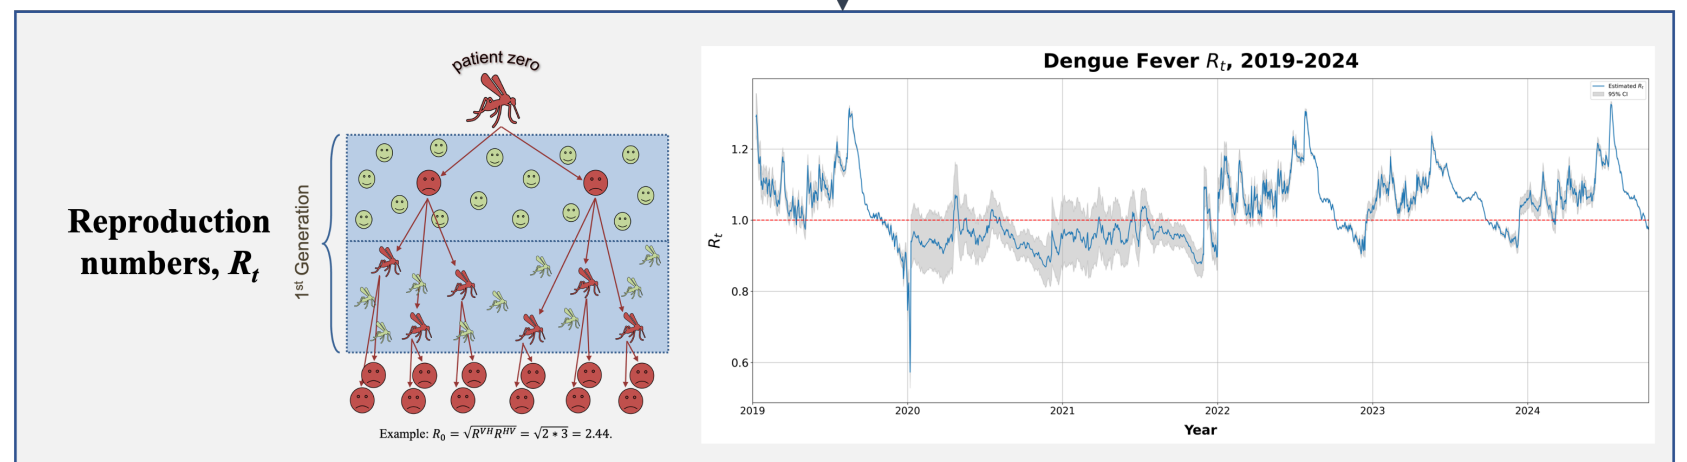 Reproduction
numbers, Rt
patient zero
1st Generation
Example: R0 = √R^VH R^HV = √2 * 3 = 2.44.
Dengue Fever Rt, 2019-2024
Estimated Rt
95% CI
Rt
1.2
1.0
0.8
0.6
2019 2020 2021 2022 2023 2024
Year